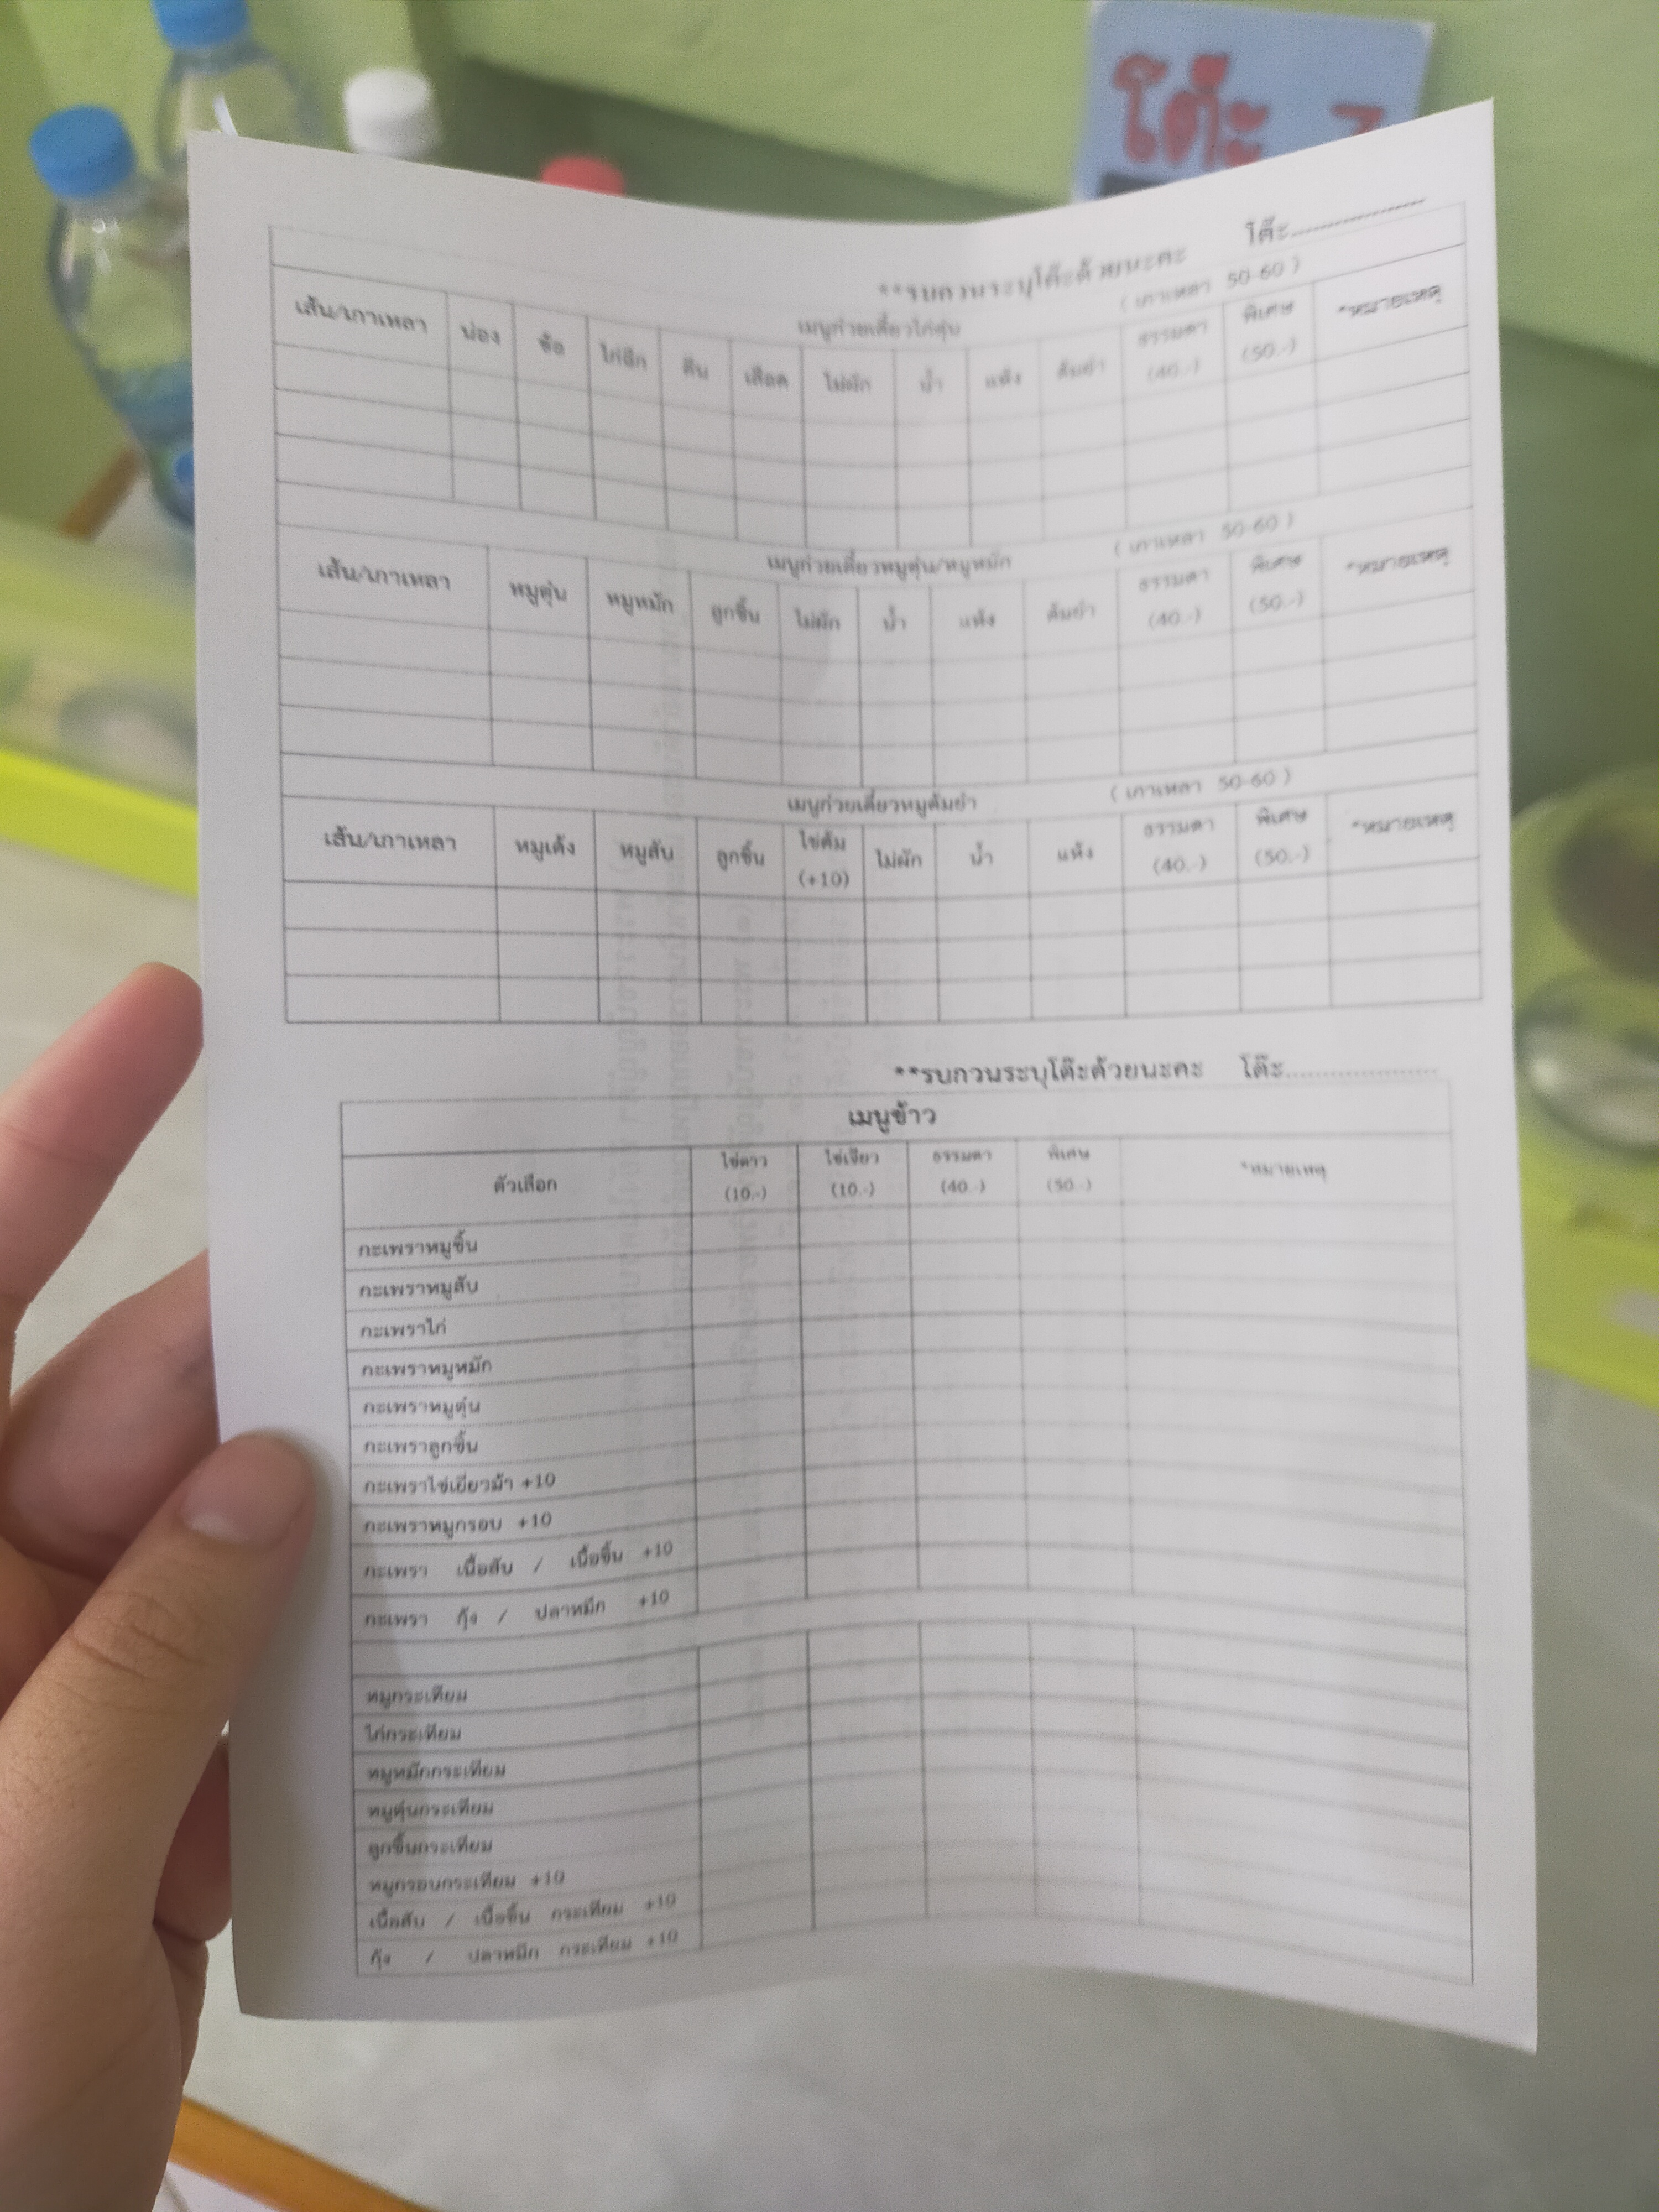 โต๊ะ
โต๊ะ....................
**รบกวนระบุโต๊ะด้วยนะคะ
เมนูก๋วยเตี๋ยวไก่ตุ๋น ( เกาเหลา 50-60 )
เส้น/เกาเหลา น่อง ข้อ ไก่ฉีก ตีน เลือด ไม่ผัก น้ำ แห้ง ต้มยำ ธรรมดา (40.-) พิเศษ (50.-) *หมายเหตุ
เมนูก๋วยเตี๋ยวหมูตุ๋น/หมูหมัก ( เกาเหลา 50-60 )
เส้น/เกาเหลา หมูตุ๋น หมูหมัก ลูกชิ้น ไม่ผัก น้ำ แห้ง ต้มยำ ธรรมดา (40.-) พิเศษ (50.-) *หมายเหตุ
เมนูก๋วยเตี๋ยวหมูต้มยำ ( เกาเหลา 50-60 )
เส้น/เกาเหลา หมูเด้ง หมูสับ ลูกชิ้น ไข่ต้ม (+10) ไม่ผัก น้ำ แห้ง ธรรมดา (40.-) พิเศษ (50.-) *หมายเหตุ
**รบกวนระบุโต๊ะด้วยนะคะ โต๊ะ....................
เมนูข้าว
ตัวเลือก ไข่ดาว (10.-) ไข่เจียว (10.-) ธรรมดา (40.-) พิเศษ (50.-) *หมายเหตุ
กะเพราหมูชิ้น
กะเพราหมูสับ
กะเพราไก่
กะเพราหมูหมัก
กะเพราหมูตุ๋น
กะเพราลูกชิ้น
กะเพราไข่เยี่ยวม้า +10
กะเพราหมูกรอบ +10
กะเพรา เนื้อสับ / เนื้อชิ้น +10
กะเพรา กุ้ง / ปลาหมึก +10
หมูกระเทียม
ไก่กระเทียม
หมูหมักกระเทียม
หมูตุ๋นกระเทียม
ลูกชิ้นกระเทียม
หมูกรอบกระเทียม +10
เนื้อสับ / เนื้อชิ้น กระเทียม +10
กุ้ง / ปลาหมึก กระเทียม +10